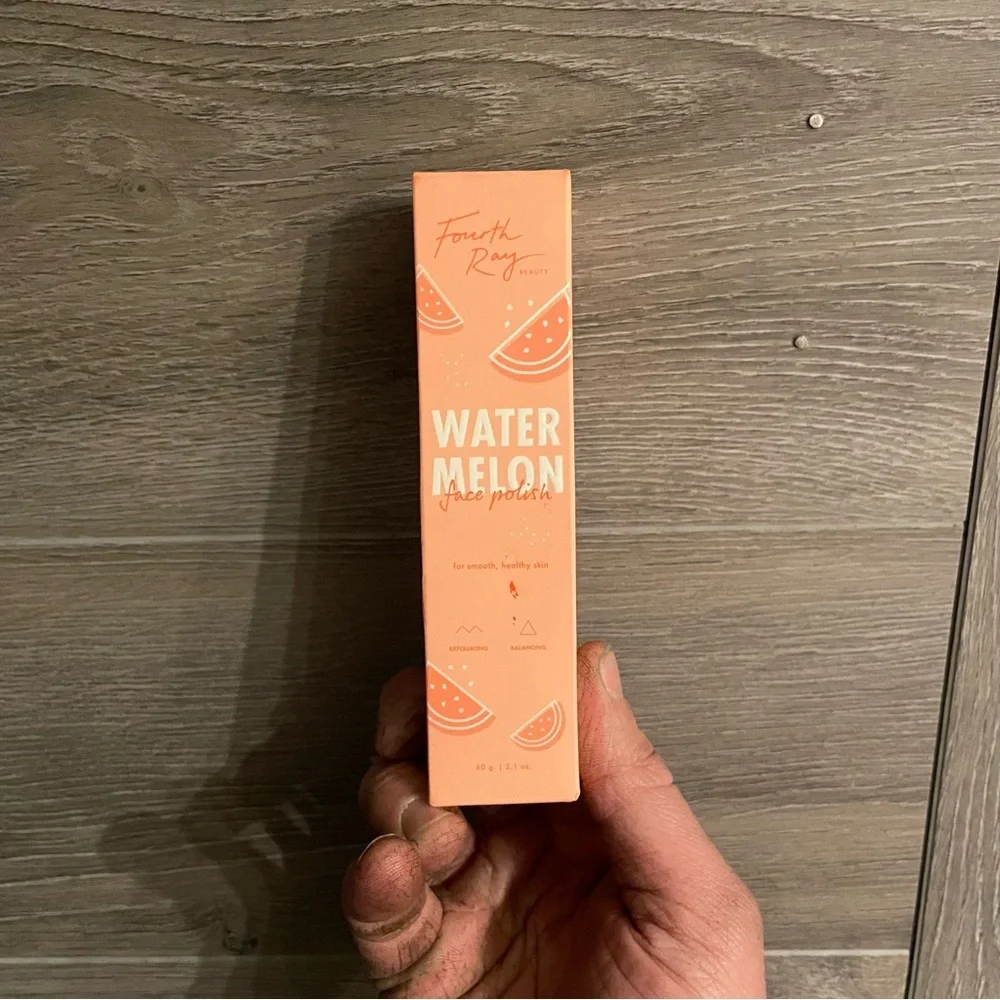 Fourth
Ray
BEAUTY
WATER
MELON
face polish
for smooth, healthy skin
EXFOLIATING BALANCING
60 g. | 2.1 oz.